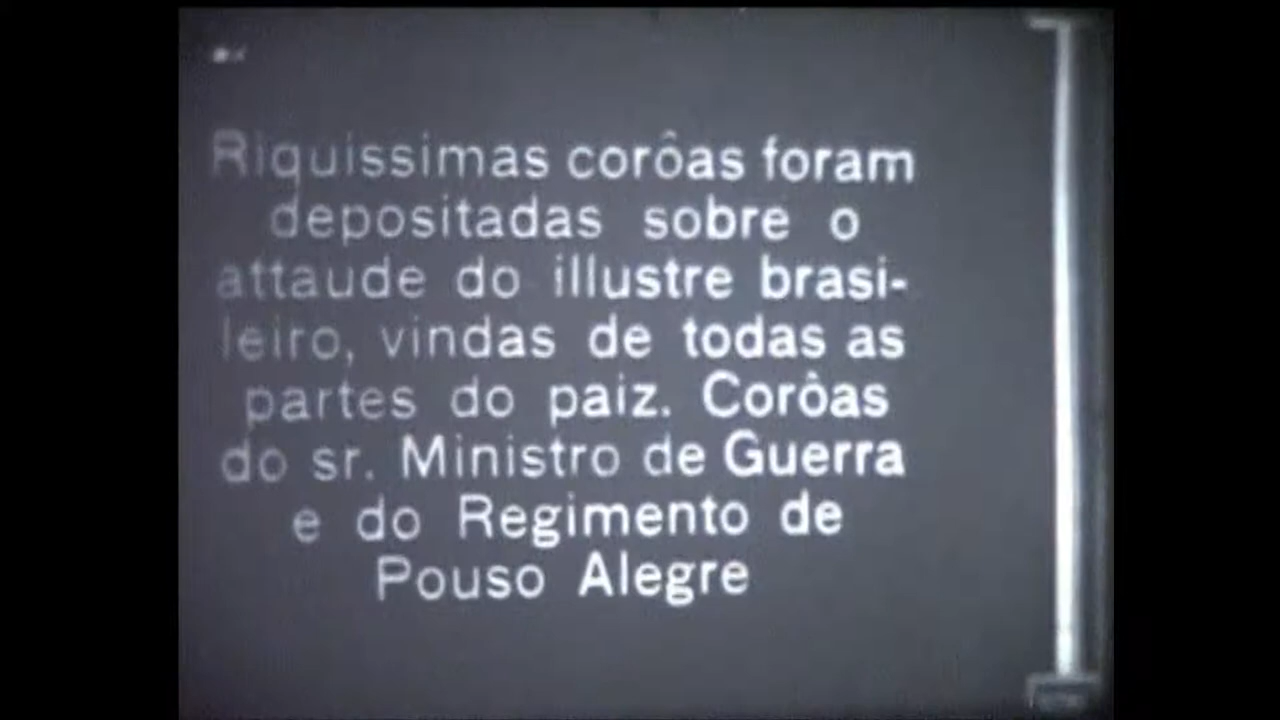 Riquissimas corôas foram
depositadas sobre o
attaude do illustre brasi-
leiro, vindas de todas as
partes do paiz. Corôas
do sr. Ministro de Guerra
e do Regimento de
Pouso Alegre